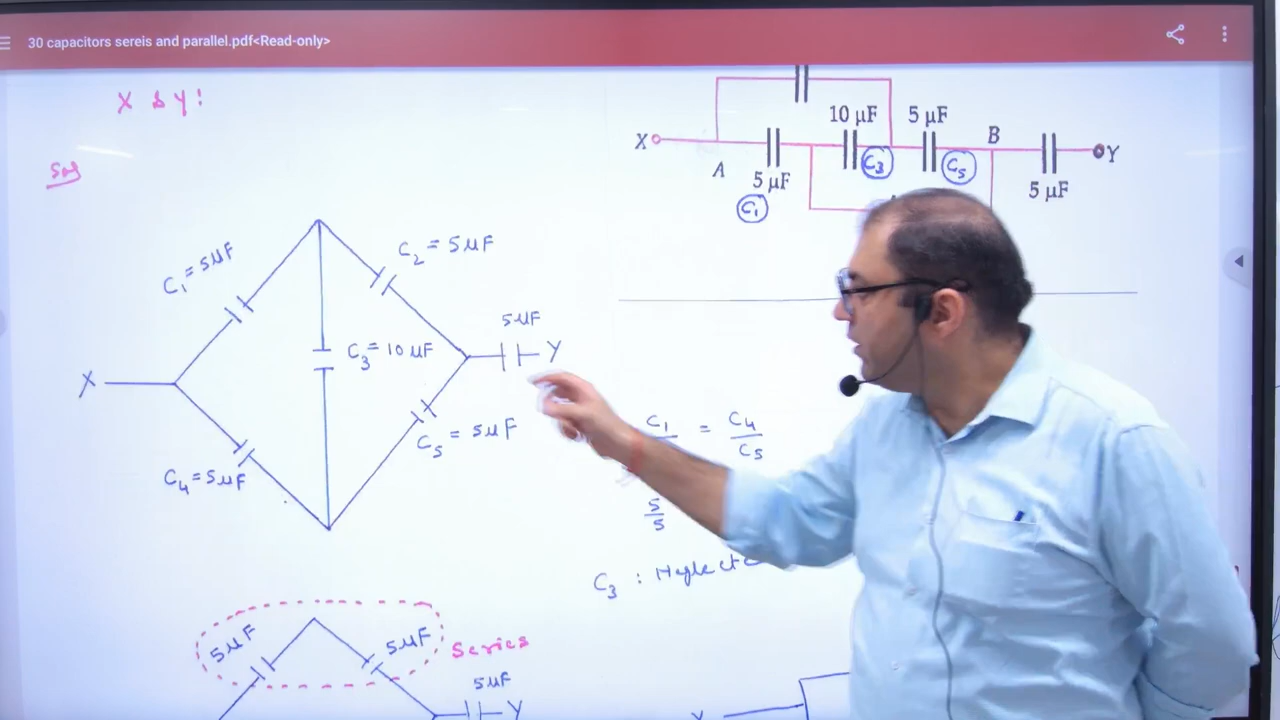 30 capacitors sereis and parallel.pdf<Read-only>
X & Y:
Sol
10 μF
5 μF
X
B
Y
C3
C5
A
5 μF
5 μF
C1
C1 = 5μF
C2 = 5μF
5μF
C3 = 10 μF
Y
X
C5 = 5μF
C4 = 5μF
C1 = C4
C5
5
5
C3 : Neglect
5μF
5μF
Series
5μF
Y
X